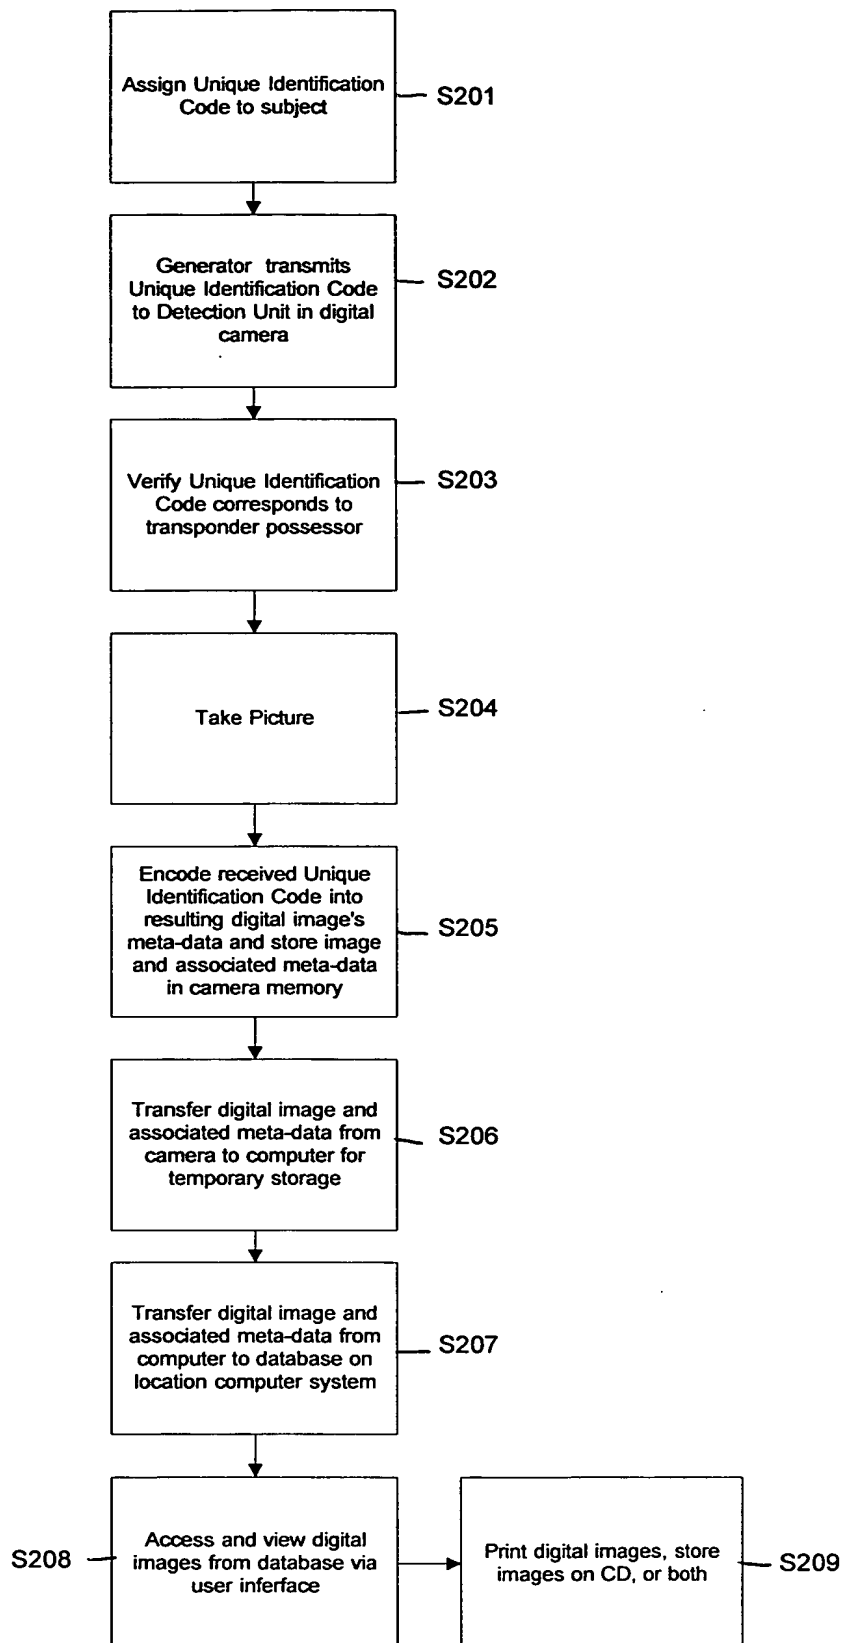 Assign Unique Identification
Code to subject
S201
Generator transmits
Unique Identification Code
to Detection Unit in digital
camera
S202
Verify Unique Identification
Code corresponds to
transponder possessor
S203
Take Picture
S204
Encode received Unique
Identification Code into
resulting digital image's
meta-data and store image
and associated meta-data
in camera memory
S205
Transfer digital image and
associated meta-data from
camera to computer for
temporary storage
S206
Transfer digital image and
associated meta-data from
computer to database on
location computer system
S207
S208
Access and view digital
images from database via
user inferface
Print digital images, store
images on CD, or both
S209